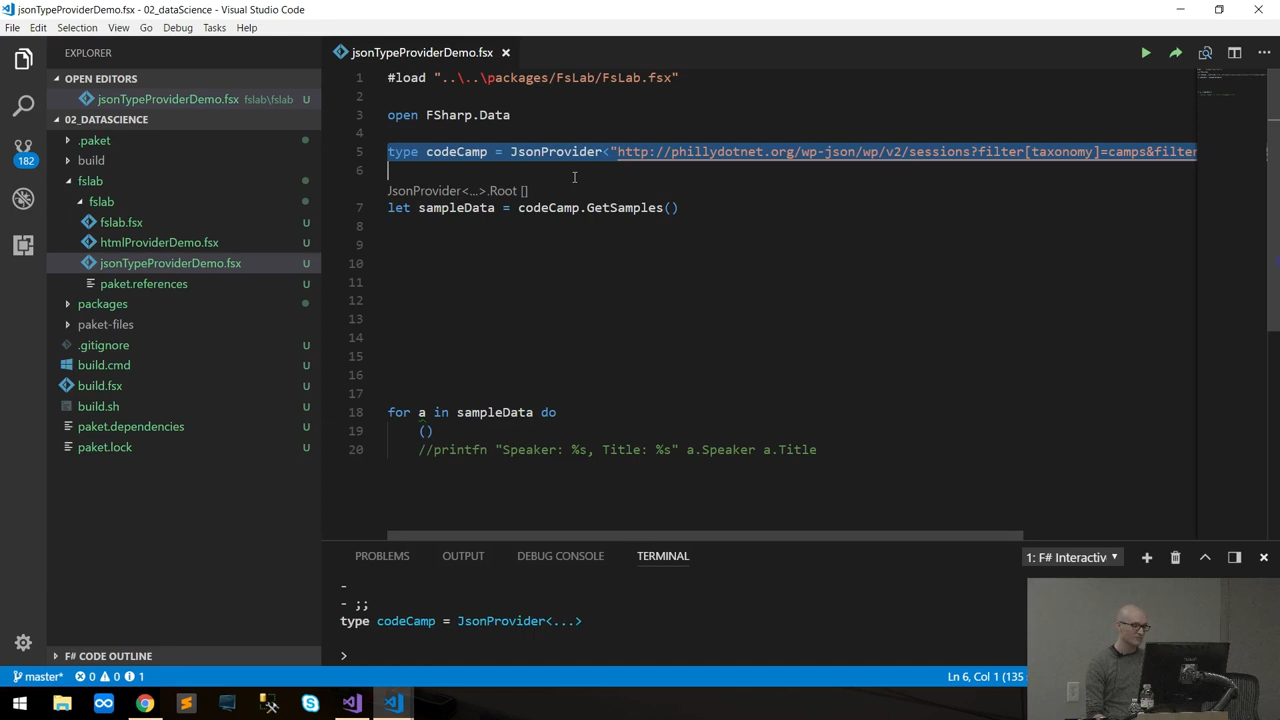 jsonTypeProviderDemo.fsx - 02_dataScience - Visual Studio Code
File Edit Selection View Go Debug Tasks Help
EXPLORER
OPEN EDITORS
jsonTypeProviderDemo.fsx fslab\fslab
02_DATASCIENCE
.paket
build
fslab
fslab
fslab.fsx U
htmlProviderDemo.fsx U
jsonTypeProviderDemo.fsx U
paket.references U
packages
paket-files
.gitignore U
build.cmd U
build.fsx U
build.sh U
paket.dependencies U
paket.lock U
F# CODE OUTLINE
182
U
jsonTypeProviderDemo.fsx
1 #load "..\..\packages/FsLab/FsLab.fsx"
2
3 open FSharp.Data
4
5 type codeCamp = JsonProvider<"http://phillydotnet.org/wp-json/wp/v2/sessions?filter[taxonomy]=camps&filter
6
JsonProvider<...>.Root []
7 let sampleData = codeCamp.GetSamples()
8
9
10
11
12
13
14
15
16
17
18 for a in sampleData do
19 ()
20 //printfn "Speaker: %s, Title: %s" a.Speaker a.Title
PROBLEMS OUTPUT DEBUG CONSOLE TERMINAL
1: F# Interactiv
-
- ;;
type codeCamp = JsonProvider<...>
>
master* 0 0 1
Ln 6, Col 1 (135